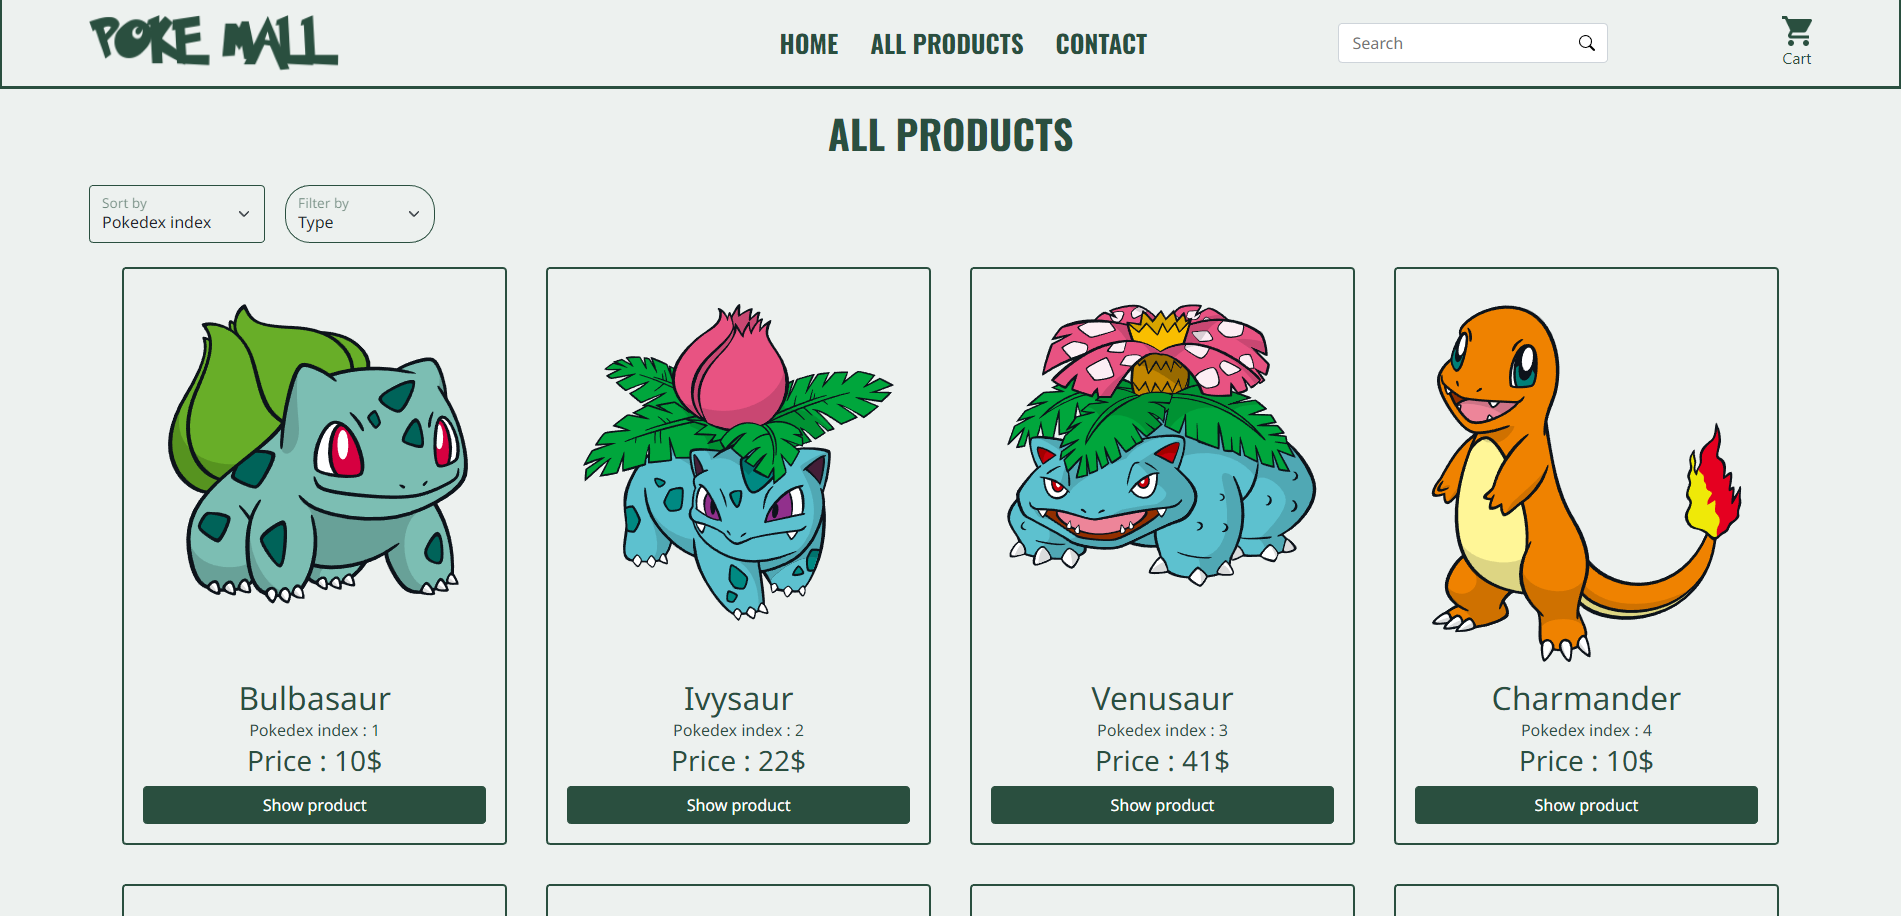 POKE MALL
HOME ALL PRODUCTS CONTACT
Search
Cart
ALL PRODUCTS
Sort by
Pokedex index
Filter by
Type
Bulbasaur
Pokedex index : 1
Price : 10$
Show product
Ivysaur
Pokedex index : 2
Price : 22$
Show product
Venusaur
Pokedex index : 3
Price : 41$
Show product
Charmander
Pokedex index : 4
Price : 10$
Show product